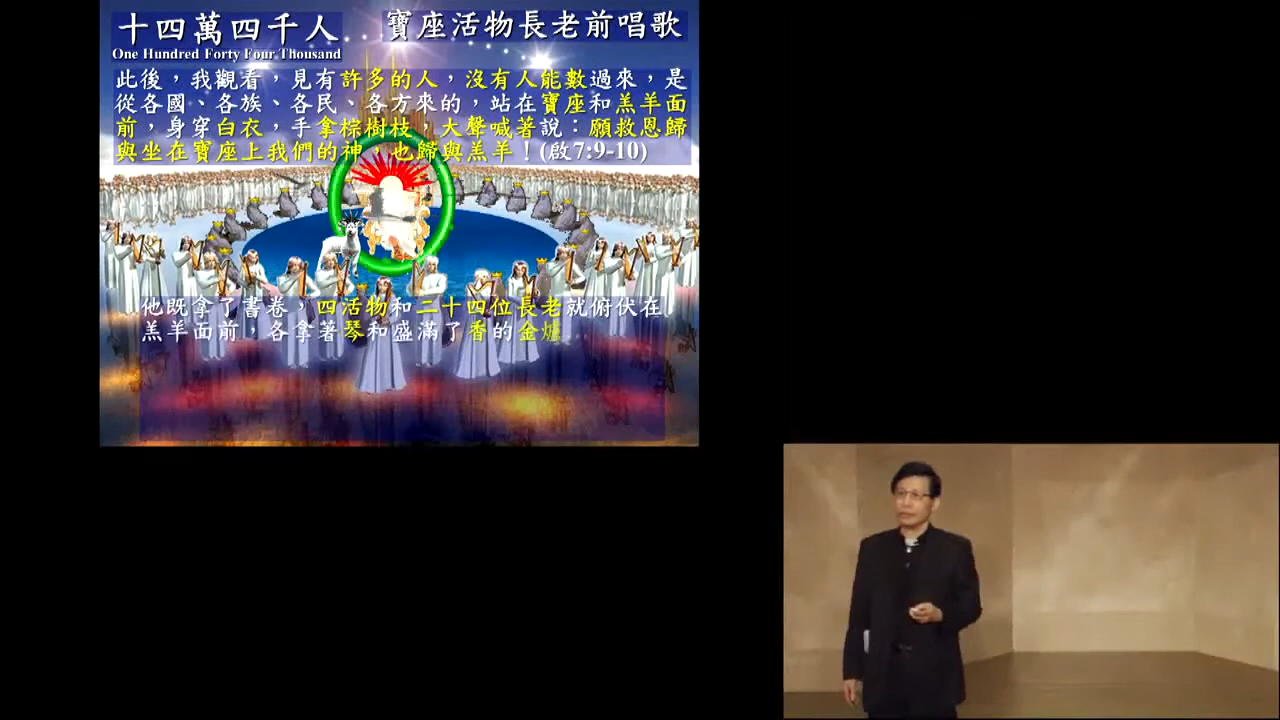 十四萬四千人
寶座活物長老前唱歌
One Hundred Forty Four Thousand
此後，我觀看，見有許多的人，沒有人能數過來，是
從各國、各族、各民、各方來的，站在寶座和羔羊面
前，身穿白衣，手拿棕樹枝，大聲喊著說：願救恩歸
與坐在寶座上我們的神，也歸與羔羊！(啟7:9-10)
他既拿了書卷，四活物和二十四位長老就俯伏在
羔羊面前，各拿著琴和盛滿了香的金爐